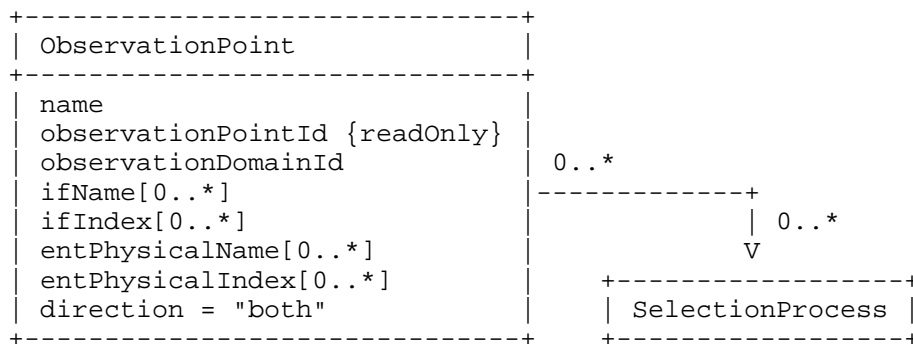 +-------------------------------+
| ObservationPoint              |
+-------------------------------+
| name                          |
| observationPointId {readOnly} |
| observationDomainId           | 0..*
| ifName[0..*]                  |-------------+
| ifIndex[0..*]                 |             | 0..*
| entPhysicalName[0..*]         |             V
| entPhysicalIndex[0..*]        |    +------------------+
| direction = "both"            |    | SelectionProcess |
+-------------------------------+    +------------------+